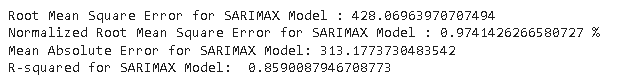 Root Mean Square Error for SARIMAX Model : 428.06963970707494
Normalized Root Mean Square Error for SARIMAX Model : 0.9741426266580727 %
Mean Absolute Error for SARIMAX Model: 313.1773730483542
R-squared for SARIMAX Model:  0.8590087946708773